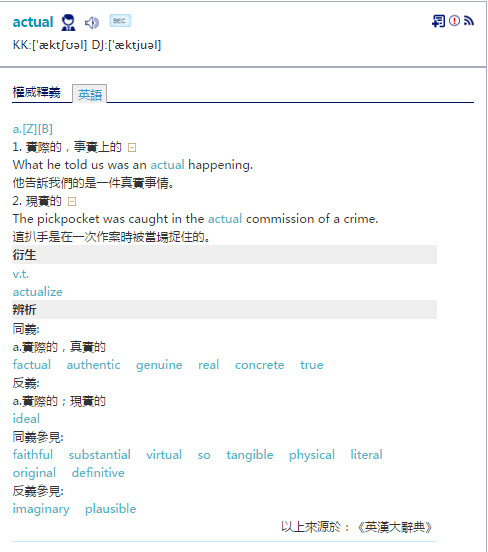 actual BEC
KK:[ˋæktʃʊəl] DJ:[ˋæktjuəl]
權威釋義 英語
a.[Z][B]
1. 實際的，事實上的
What he told us was an actual happening.
他告訴我們的是一件真實事情。
2. 現實的
The pickpocket was caught in the actual commission of a crime.
這扒手是在一次作案時被當場捉住的。
衍生
v.t.
actualize
辨析
同義:
a.實際的，真實的
factual authentic genuine real concrete true
反義:
a.實際的；現實的
ideal
同義參見:
faithful substantial virtual so tangible physical literal
original definitive
反義參見:
imaginary plausible
以上來源於：《英漢大辭典》